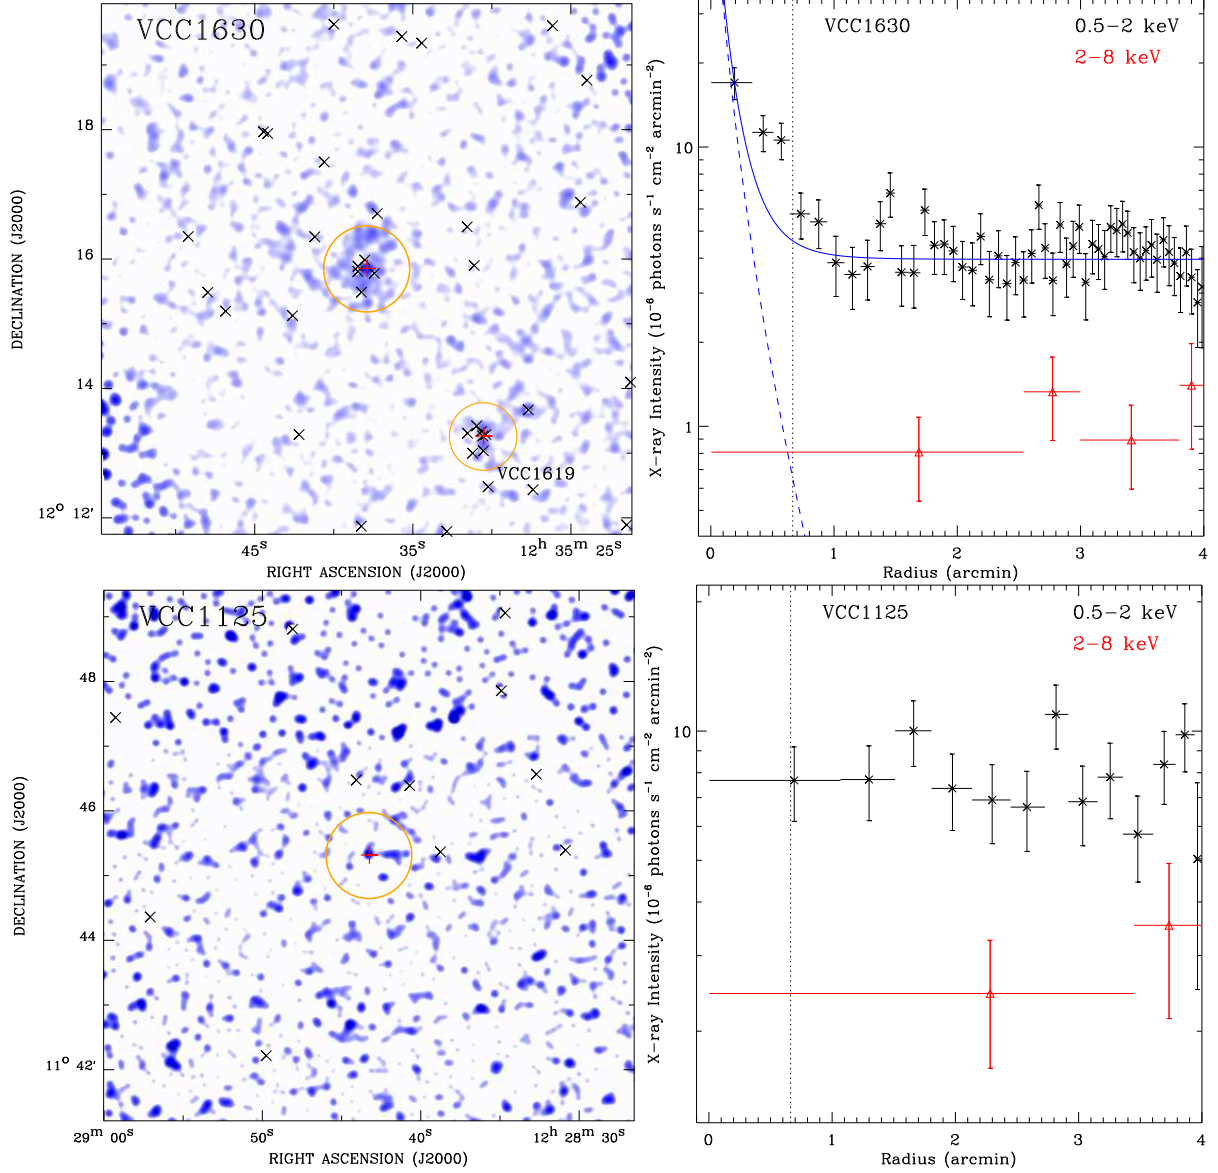 VCC1630
VCC1619
18
16
14
12° 12'
DECLINATION (J2000)
45ˢ
35ˢ
12ʰ 35ᵐ 25ˢ
RIGHT ASCENSION (J2000)
VCC1630
0.5−2 keV
2−8 keV
10
1
X−ray Intensity (10⁻⁶ photons s⁻¹ cm⁻² arcmin⁻²)
0
1
2
3
4
Radius (arcmin)
VCC1125
48
46
44
11° 42'
DECLINATION (J2000)
29ᵐ 00ˢ
50ˢ
40ˢ
12ʰ 28ᵐ 30ˢ
RIGHT ASCENSION (J2000)
VCC1125
0.5−2 keV
2−8 keV
10
X−ray Intensity (10⁻⁶ photons s⁻¹ cm⁻² arcmin⁻²)
0
1
2
3
4
Radius (arcmin)